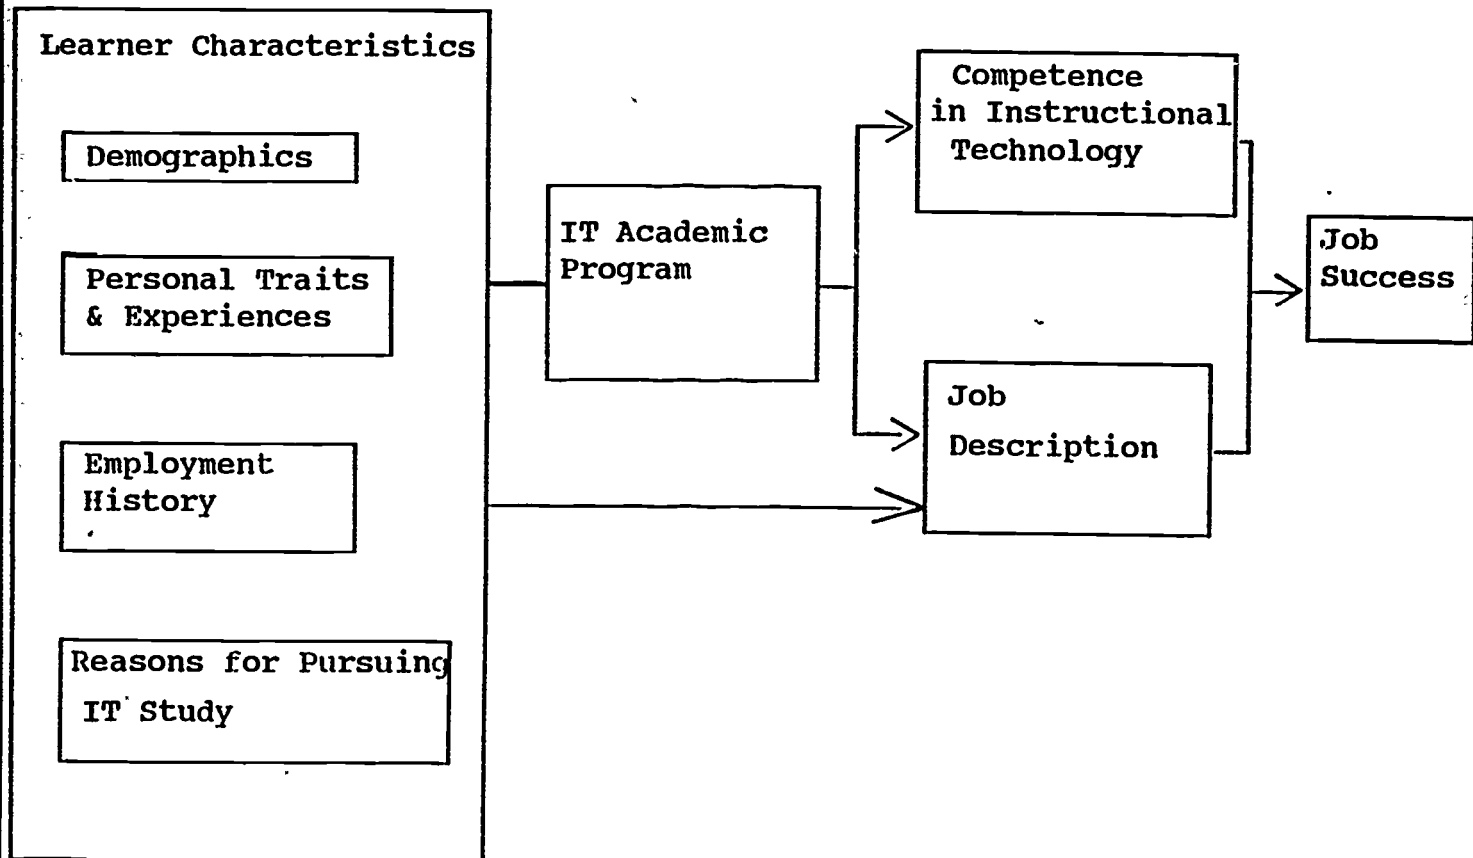 Learner Characteristics
Demographics
Personal Traits
& Experiences
Employment
History
Reasons for Pursuing
IT Study
IT Academic
Program
Competence
in Instructional
Technology
Job
Description
Job
Success